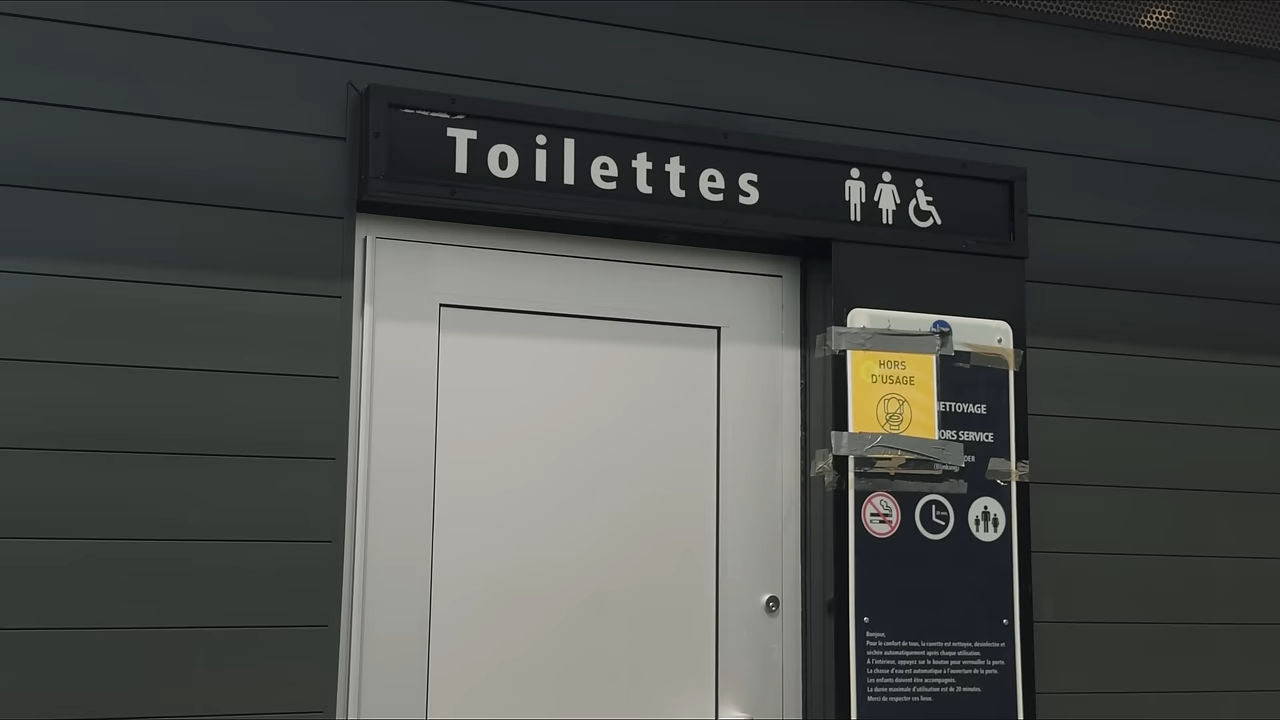 Toilettes
HORS
D'USAGE
NETTOYAGE
HORS SERVICE
(Blinking)
20 min
Bonjour,
Pour le confort de tous, la cuvette est nettoyée, désinfectée et
séchée automatiquement après chaque utilisation.
À l'intérieur, appuyez sur le bouton pour verrouiller la porte.
La chasse d'eau est automatique à l'ouverture de la porte.
Les enfants doivent être accompagnés.
La durée maximale d'utilisation est de 20 minutes.
Merci de respecter ces lieux.